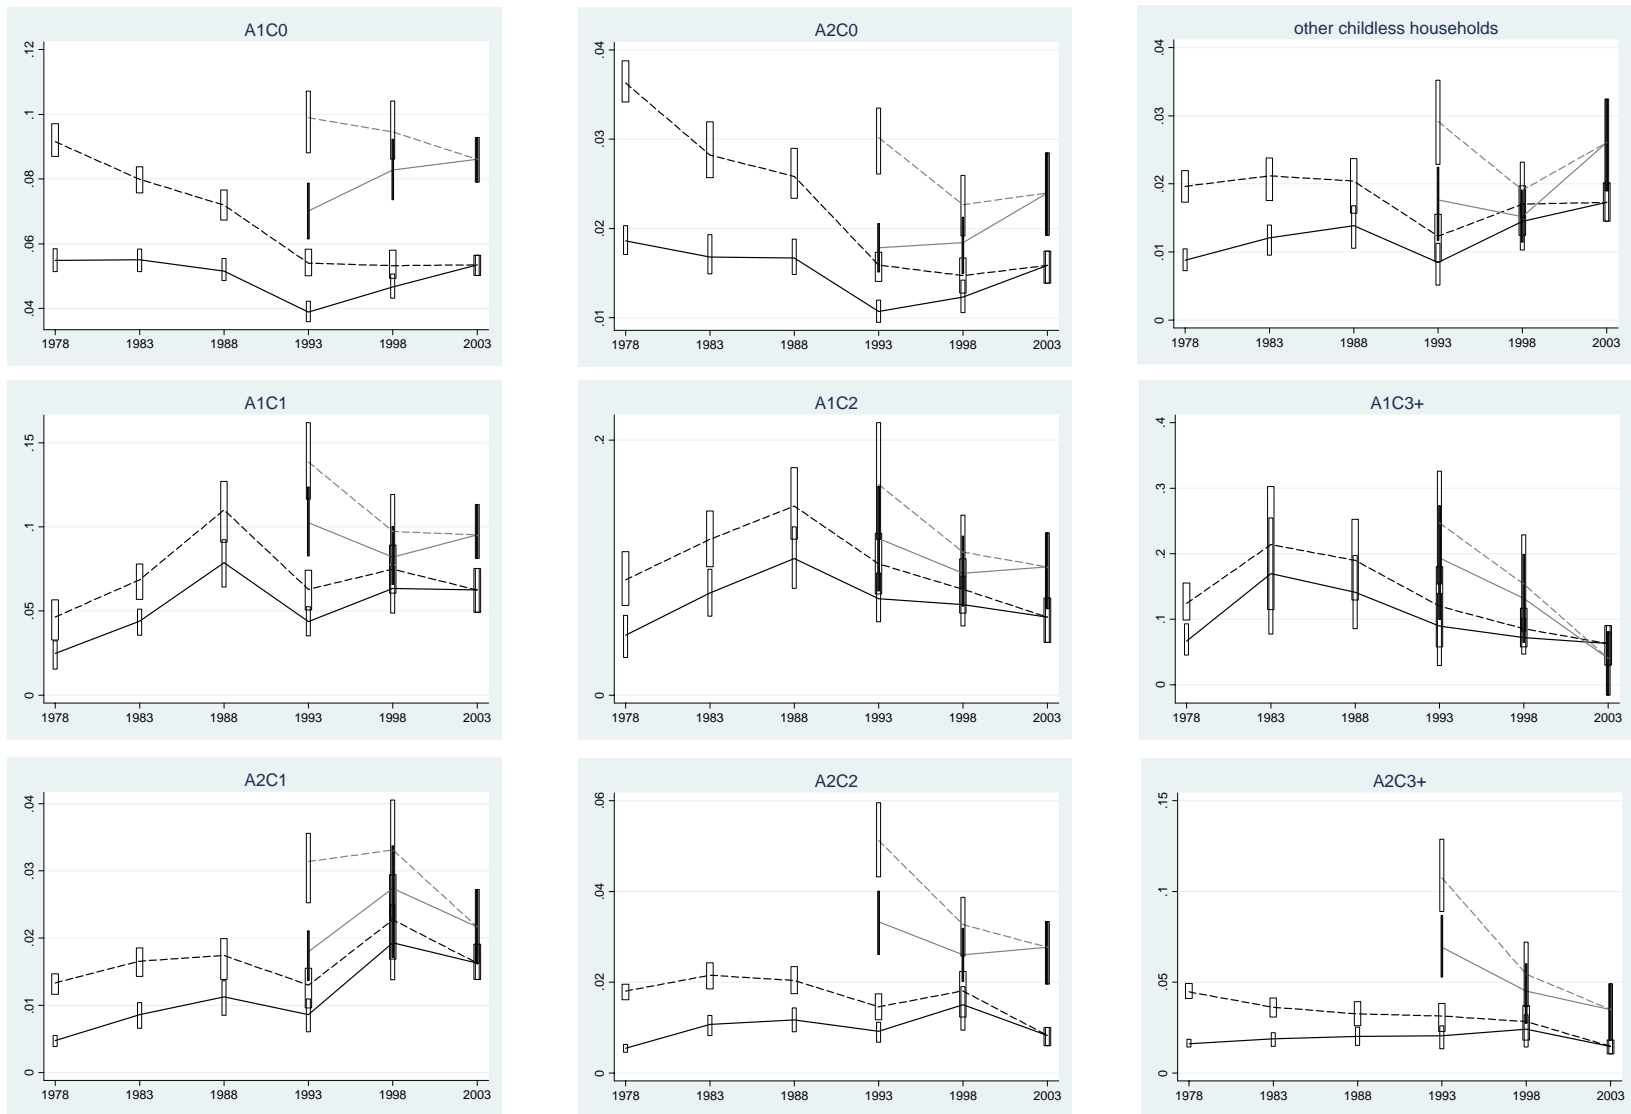 A1C0
.12
.1
.08
.06
.04
1978 1983 1988 1993 1998 2003
A2C0
.04
.03
.02
.01
1978 1983 1988 1993 1998 2003
other childless households
.04
.03
.02
.01
0
1978 1983 1988 1993 1998 2003
A1C1
.15
.1
.05
0
1978 1983 1988 1993 1998 2003
A1C2
.2
0
1978 1983 1988 1993 1998 2003
A1C3+
.4
.3
.2
.1
0
1978 1983 1988 1993 1998 2003
A2C1
.04
.03
.02
.01
0
1978 1983 1988 1993 1998 2003
A2C2
.06
.04
.02
0
1978 1983 1988 1993 1998 2003
A2C3+
.15
.1
.05
0
1978 1983 1988 1993 1998 2003